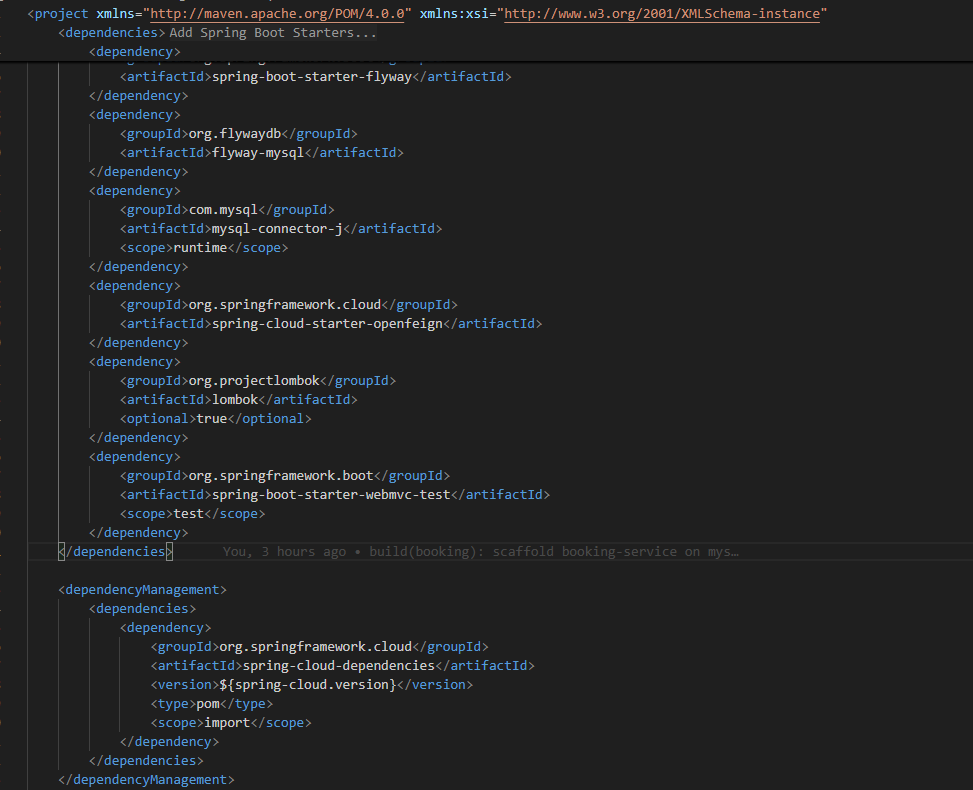 <project xmlns="http://maven.apache.org/POM/4.0.0" xmlns:xsi="http://www.w3.org/2001/XMLSchema-instance"
<dependencies> Add Spring Boot Starters...
<dependency>
<artifactId>spring-boot-starter-flyway</artifactId>
</dependency>
<dependency>
<groupId>org.flywaydb</groupId>
<artifactId>flyway-mysql</artifactId>
</dependency>
<dependency>
<groupId>com.mysql</groupId>
<artifactId>mysql-connector-j</artifactId>
<scope>runtime</scope>
</dependency>
<dependency>
<groupId>org.springframework.cloud</groupId>
<artifactId>spring-cloud-starter-openfeign</artifactId>
</dependency>
<dependency>
<groupId>org.projectlombok</groupId>
<artifactId>lombok</artifactId>
<optional>true</optional>
</dependency>
<dependency>
<groupId>org.springframework.boot</groupId>
<artifactId>spring-boot-starter-webmvc-test</artifactId>
<scope>test</scope>
</dependency>
</dependencies> You, 3 hours ago • build(booking): scaffold booking-service on mys…
<dependencyManagement>
<dependencies>
<dependency>
<groupId>org.springframework.cloud</groupId>
<artifactId>spring-cloud-dependencies</artifactId>
<version>${spring-cloud.version}</version>
<type>pom</type>
<scope>import</scope>
</dependency>
</dependencies>
</dependencyManagement>